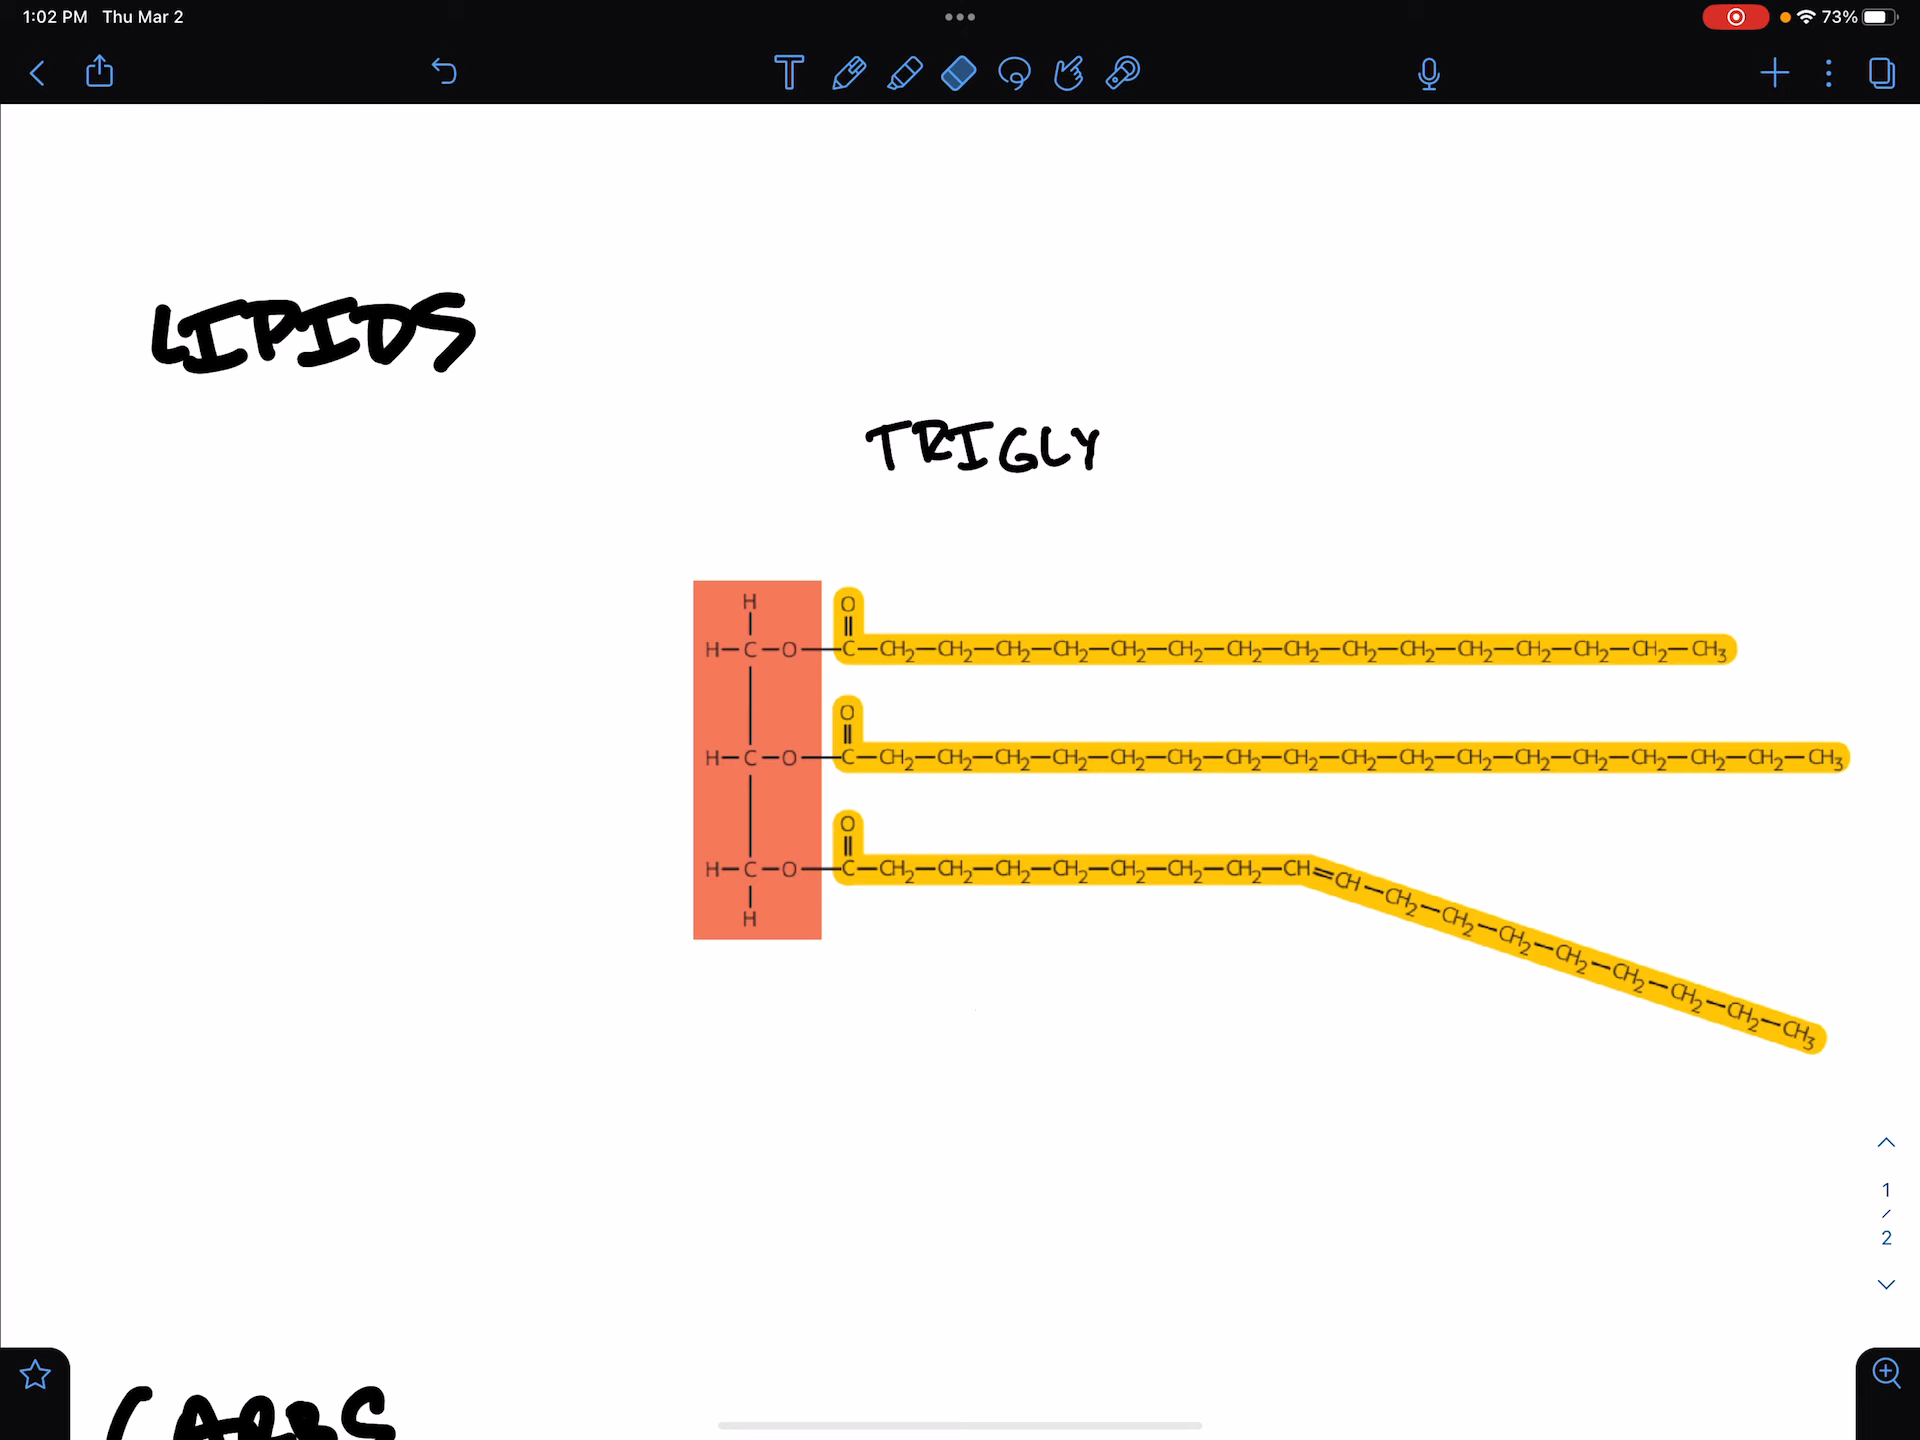 1:02 PM Thu Mar 2
73%
LIPIDS
TRIGLY
H
O
H—C—O—C—CH₂—CH₂—CH₂—CH₂—CH₂—CH₂—CH₂—CH₂—CH₂—CH₂—CH₂—CH₂—CH₂—CH₂—CH₃
O
H—C—O—C—CH₂—CH₂—CH₂—CH₂—CH₂—CH₂—CH₂—CH₂—CH₂—CH₂—CH₂—CH₂—CH₂—CH₂—CH₂—CH₂—CH₃
O
H—C—O—C—CH₂—CH₂—CH₂—CH₂—CH₂—CH₂—CH₂—CH=CH—CH₂—CH₂—CH₂—CH₂—CH₂—CH₂—CH₂—CH₃
H
1
/
2
CARBS